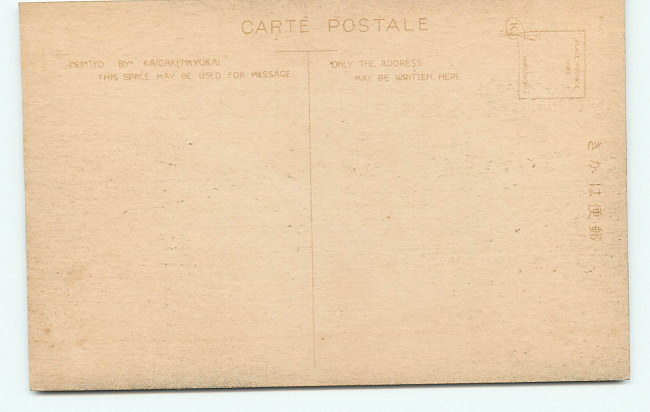 CARTE POSTALE
PRINTED BY KAIGAKENKYUKAI
THIS SPACE MAY BE USED FOR MESSAGE.
ONLY THE ADDRESS
MAY BE WRITTEN HERE
きかは便郵